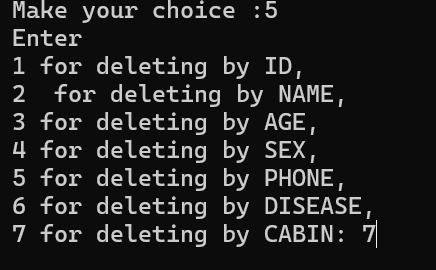 Make your choice :5
Enter
1 for deleting by ID,
2  for deleting by NAME,
3 for deleting by AGE,
4 for deleting by SEX,
5 for deleting by PHONE,
6 for deleting by DISEASE,
7 for deleting by CABIN: 7